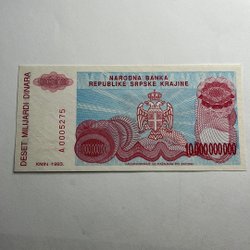 NARODNA BANKA
REPUBLIKE SRPSKE KRAJINE
DESET MILIJARDI DINARA
A 0005275
KNIN - 1993.
10.000.000.000